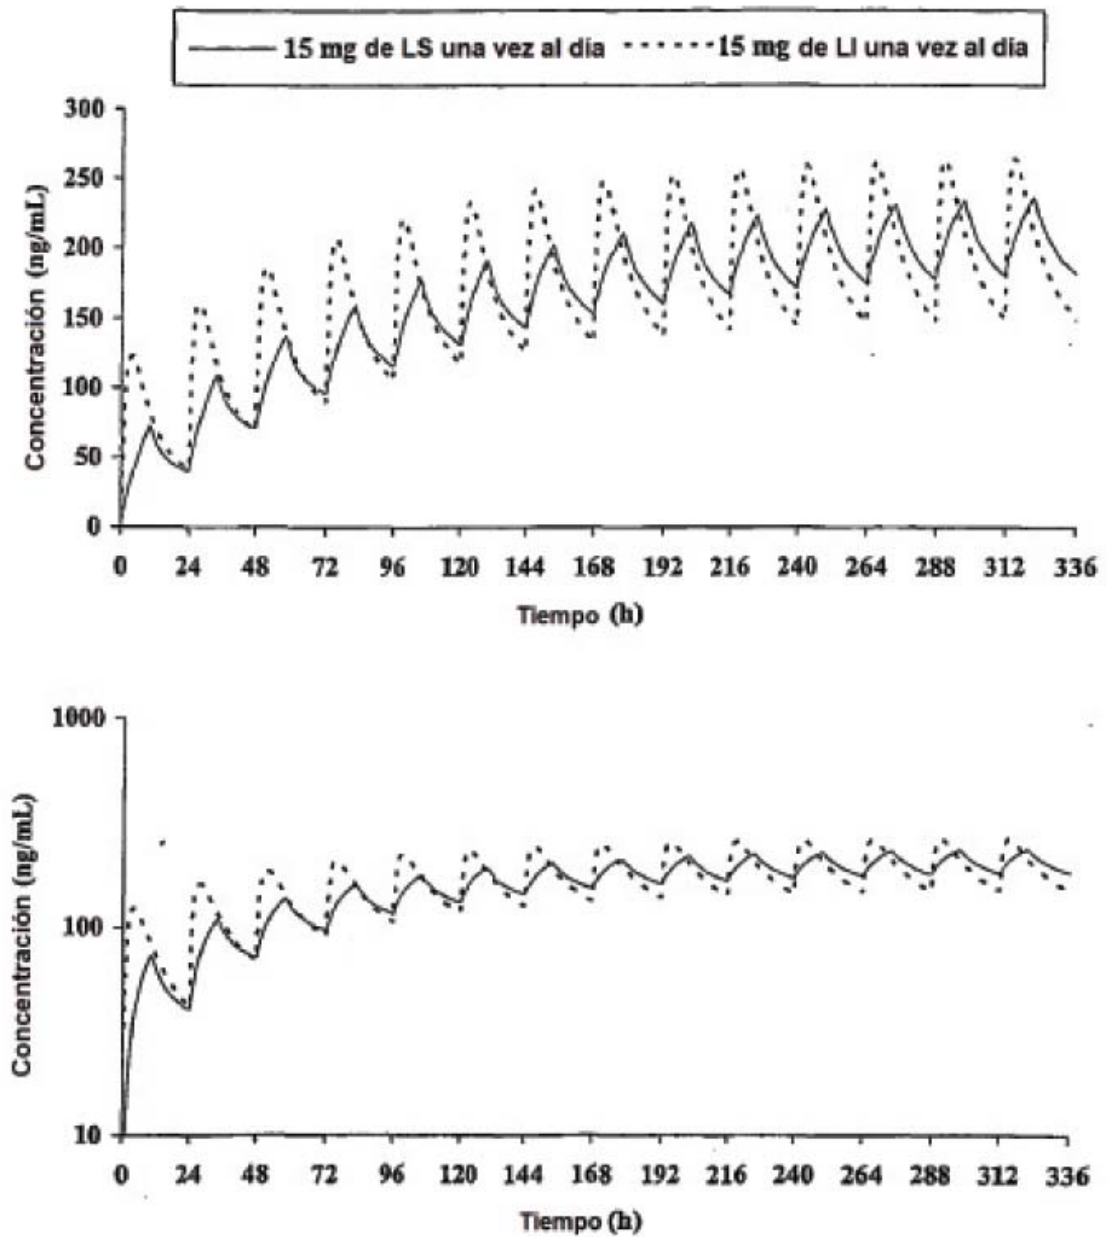 15 mg de LS una vez al día 15 mg de LI una vez al día
300
250
200
150
100
50
0
Concentración (ng/mL)
0 24 48 72 96 120 144 168 192 216 240 264 288 312 336
Tiempo (h)
1000
100
10
Concentración (ng/mL)
0 24 48 72 96 120 144 168 192 216 240 264 288 312 336
Tiempo (h)